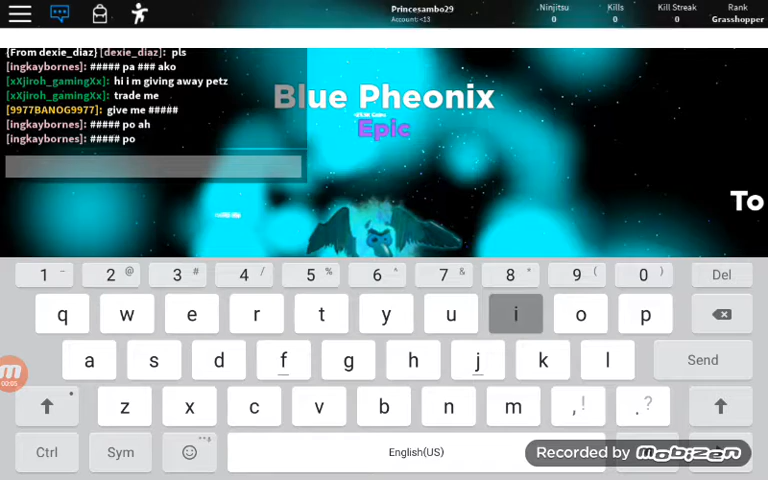 Princesambo29
Account: <13
Ninjitsu
0
Kills
0
Kill Streak
0
Rank
Grasshopper
{From dexie_diaz} [dexie_diaz]: pls
[ingkaybornes]: ##### pa ### ako
[xXjiroh_gamingXx]: hi i m giving away petz
[xXjiroh_gamingXx]: trade me
[9977BANOG9977]: give me #####
[ingkaybornes]: ##### po ah
[ingkaybornes]: ##### po
Blue Pheonix
Epic
To
1 - 2 @ 3 # 4 / 5 % 6 ^ 7 & 8 * 9 ( 0 ) Del
q w e r t y u i o p
a s d f g h j k l Send
z x c v b n m , ! . ?
Ctrl Sym English(US)
00:05
Recorded by Mobizen